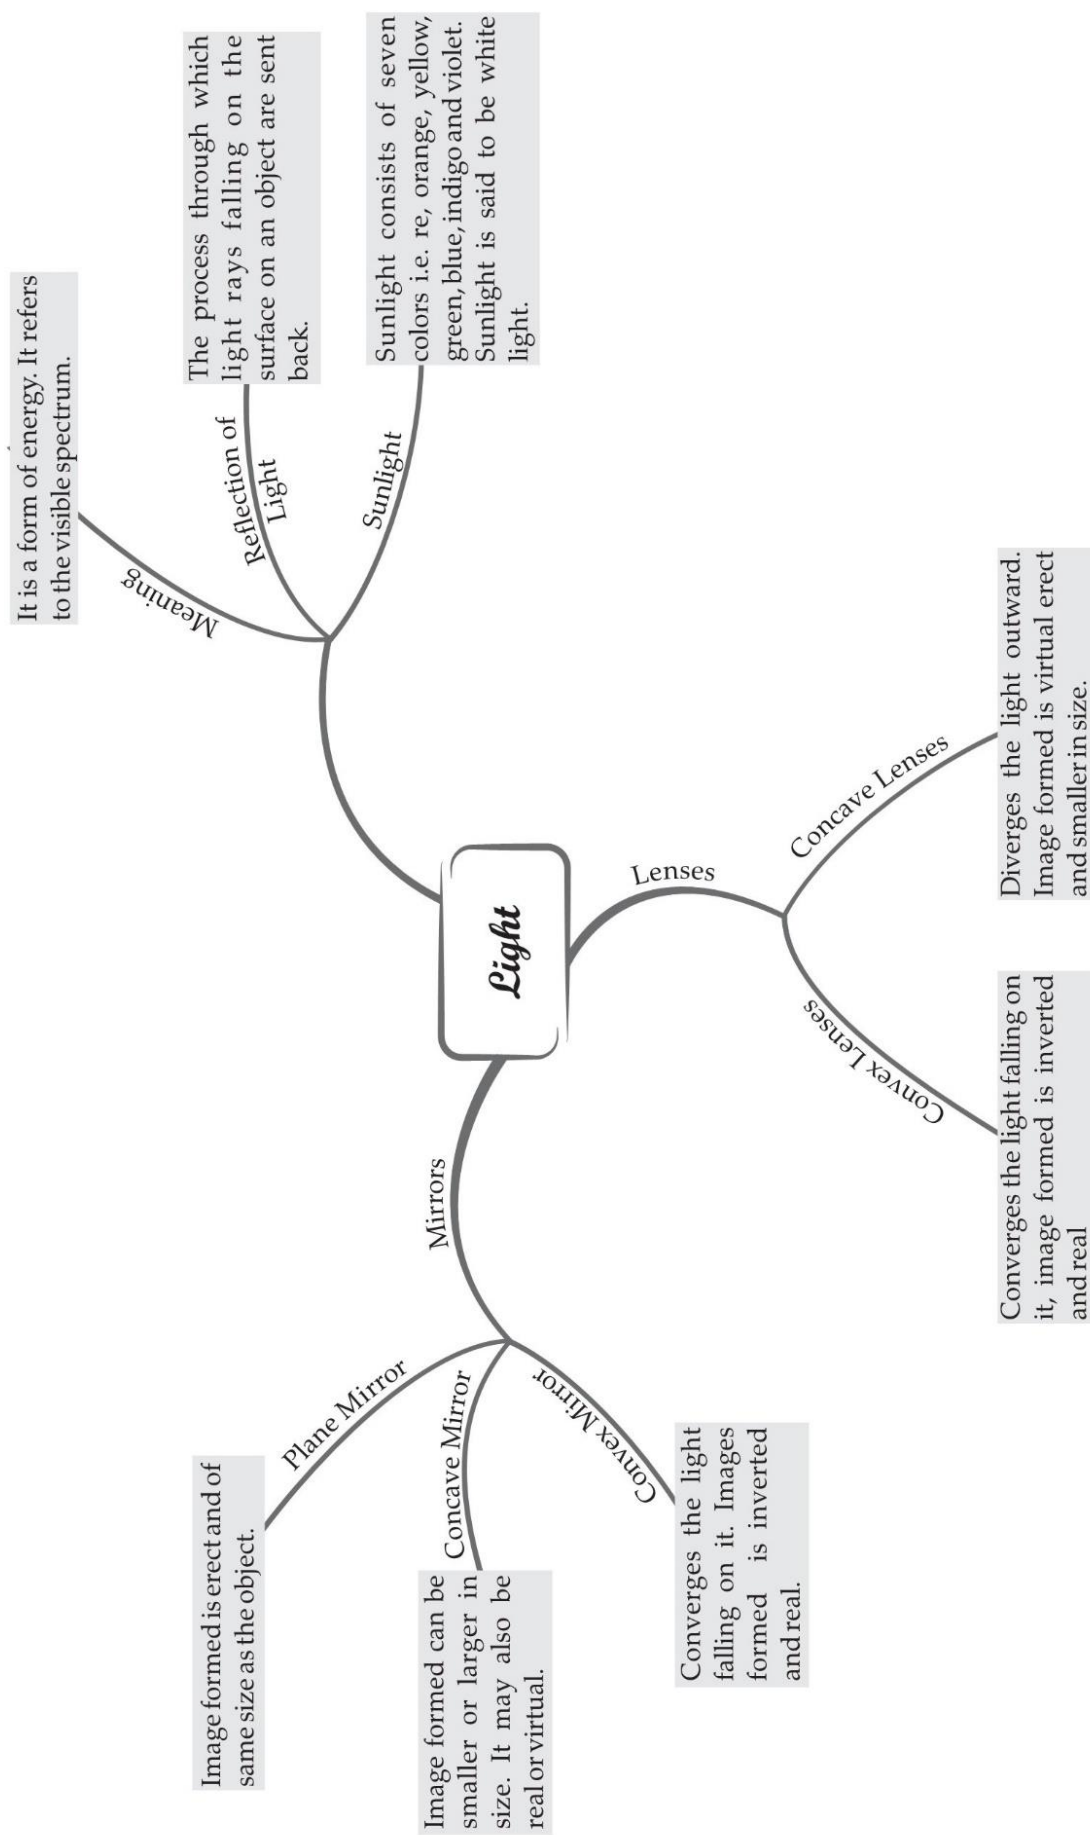 Light
Meaning
It is a form of energy. It refers
to the visible spectrum.
Reflection of
Light
The process through which
light rays falling on the
surface on an object are sent
back.
Sunlight
Sunlight consists of seven
colors i.e. re, orange, yellow,
green, blue, indigo and violet.
Sunlight is said to be white
light.
Lenses
Concave Lenses
Diverges the light outward.
Image formed is virtual erect
and smaller in size.
Convex Lenses
Converges the light falling on
it, image formed is inverted
and real
Mirrors
Plane Mirror
Image formed is erect and of
same size as the object.
Concave Mirror
Image formed can be
smaller or larger in
size. It may also be
real or virtual.
Convex Mirror
Converges the light
falling on it. Images
formed is inverted
and real.